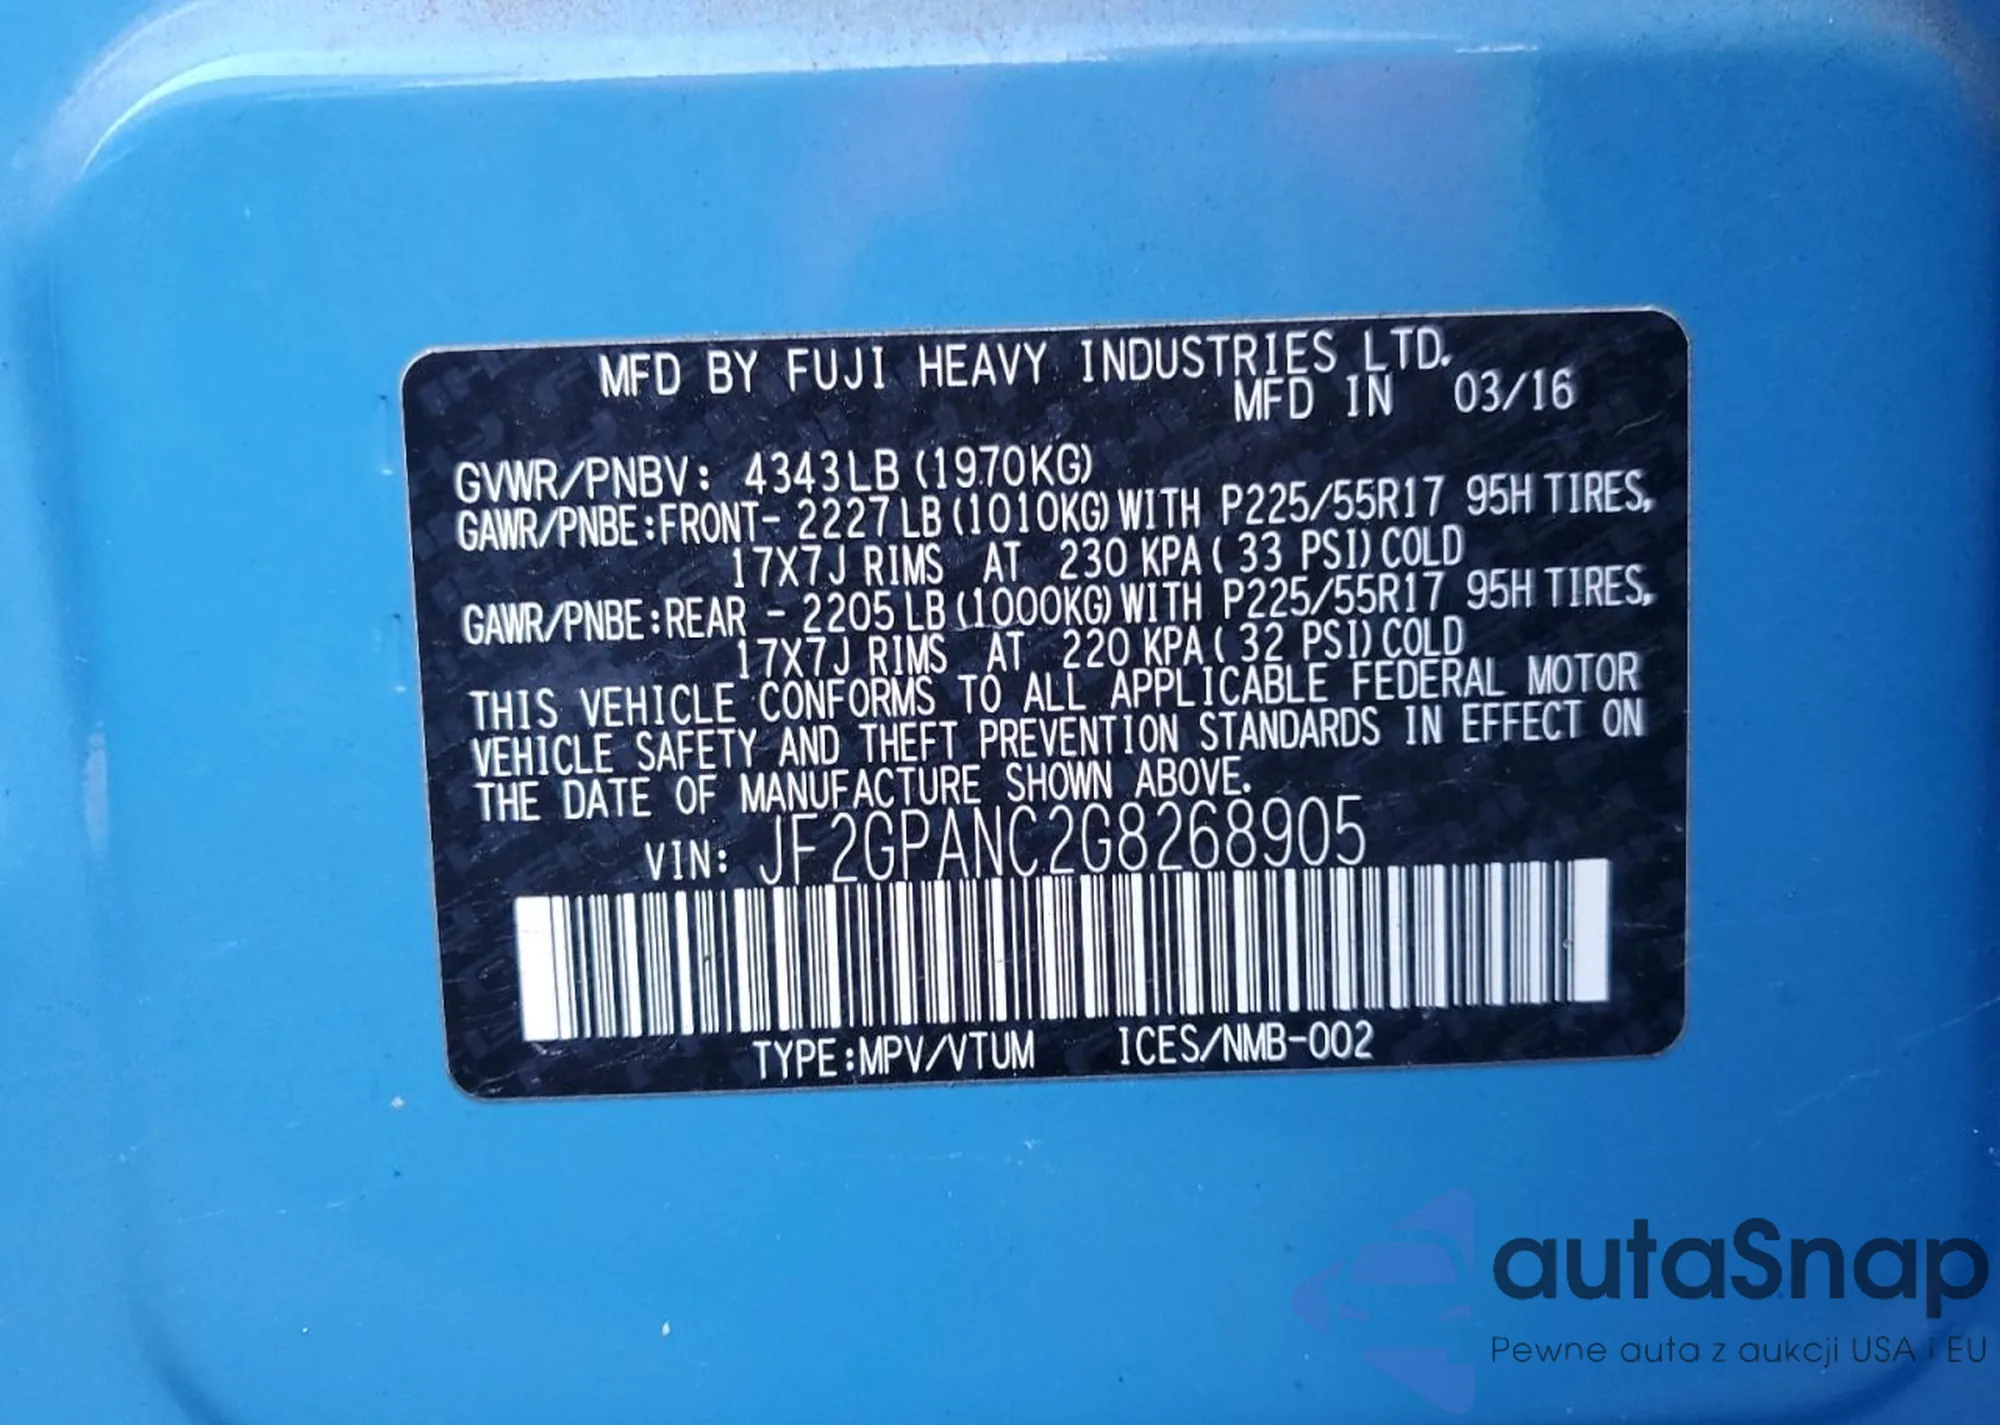 MFD BY FUJI HEAVY INDUSTRIES LTD.
MFD IN 03/16
GVWR/PNBV: 4343LB (1970KG)
GAWR/PNBE:FRONT- 2227LB(1010KG)WITH P225/55R17 95H TIRES,
17X7J RIMS AT 230 KPA( 33 PSI)COLD
GAWR/PNBE:REAR - 2205LB(1000KG)WITH P225/55R17 95H TIRES,
17X7J RIMS AT 220 KPA( 32 PSI)COLD
THIS VEHICLE CONFORMS TO ALL APPLICABLE FEDERAL MOTOR
VEHICLE SAFETY AND THEFT PREVENTION STANDARDS IN EFFECT ON
THE DATE OF MANUFACTURE SHOWN ABOVE.
VIN: JF2GPANC2G8268905
TYPE:MPV/VTUM ICES/NMB-002
autaSnap
Pewne auta z aukcji USA i EU